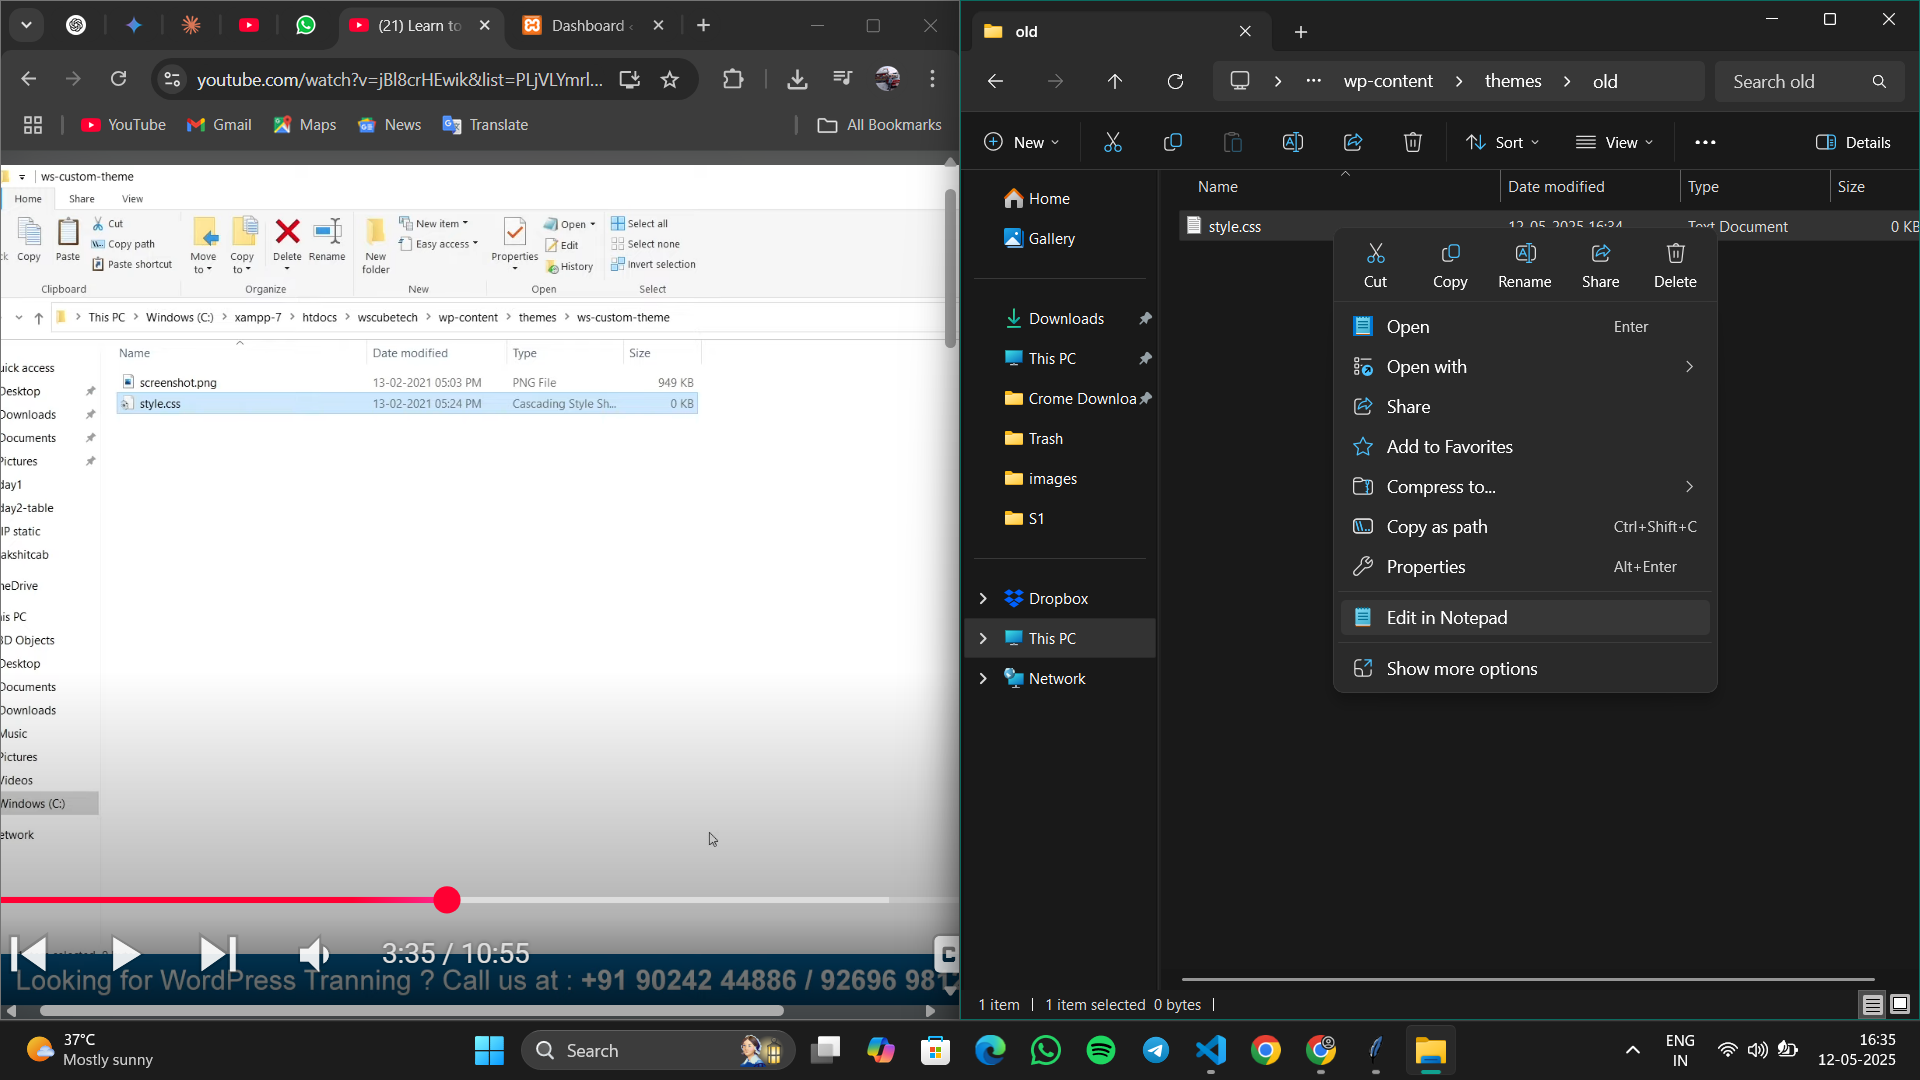 (21) Learn to
Dashboard
youtube.com/watch?v=jBl8crHEwik&list=PLjVLYmrl...
YouTube
Gmail
Maps
News
Translate
All Bookmarks
ws-custom-theme
Home
Share
View
Copy
Paste
Cut
Copy path
Paste shortcut
Move to
Copy to
Delete
Rename
New folder
New item
Easy access
Properties
Open
Edit
History
Select all
Select none
Invert selection
Clipboard
Organize
New
Open
Select
This PC
Windows (C:)
xampp-7
htdocs
wscubetech
wp-content
themes
ws-custom-theme
Name
Date modified
Type
Size
screenshot.png
13-02-2021 05:03 PM
PNG File
949 KB
style.css
13-02-2021 05:24 PM
Cascading Style Sh...
0 KB
uick access
Desktop
Downloads
Documents
Pictures
day1
day2-table
IP static
akshitcab
neDrive
is PC
3D Objects
Desktop
Documents
Downloads
Music
Pictures
Videos
Windows (C:)
etwork
3:35 / 10:55
Looking for WordPress Tranning ? Call us at : +91 90242 44886 / 92696 981
old
wp-content
themes
old
Search old
New
Sort
View
Details
Name
Date modified
Type
Size
style.css
12-05-2025 16:34
Text Document
0 KB
Home
Gallery
Downloads
This PC
Crome Downloa
Trash
images
S1
Dropbox
This PC
Network
Cut
Copy
Rename
Share
Delete
Open
Enter
Open with
Share
Add to Favorites
Compress to...
Copy as path
Ctrl+Shift+C
Properties
Alt+Enter
Edit in Notepad
Show more options
1 item
1 item selected 0 bytes
37°C
Mostly sunny
Search
ENG
IN
16:35
12-05-2025